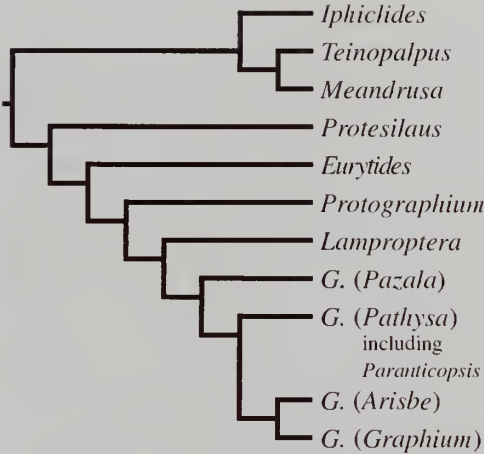 Iphiclides
Teinopalpus
Meandrusa
Protesilaus
Eurytides
Protographium
Lamproptera
G. (Pazala)
G. (Pathysa)
including
Paranticopsis
G. (Arisbe)
G. (Graphium)